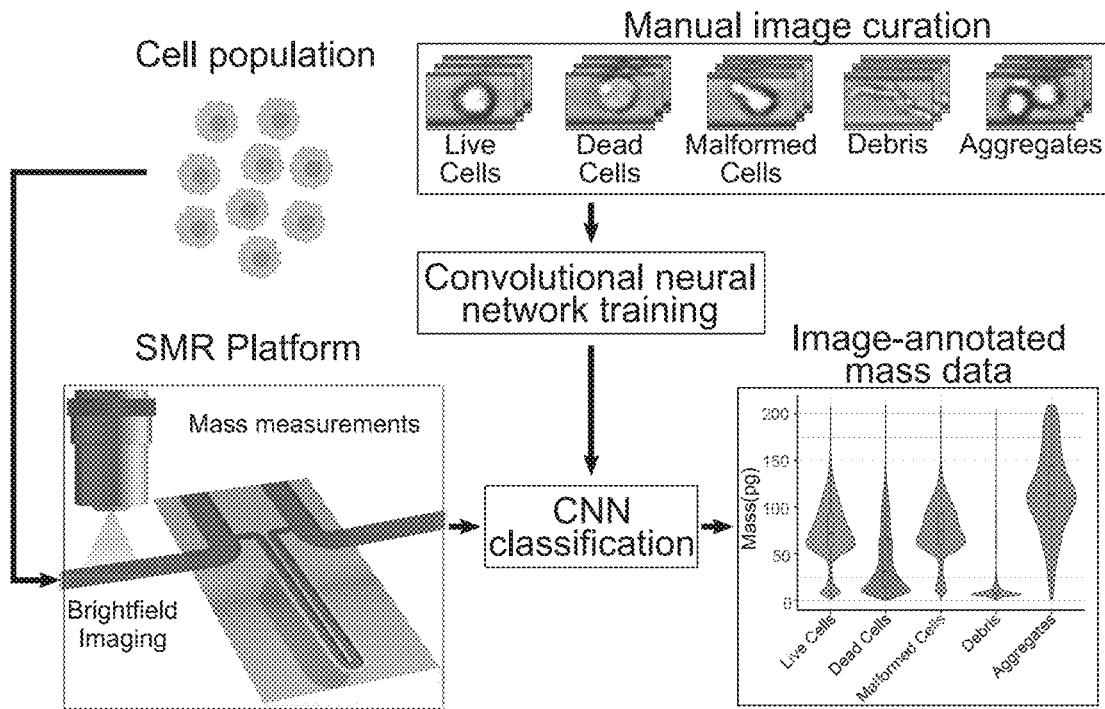 Manual image curation
Cell population
Live
Cells
Dead
Cells
Malformed
Cells
Debris
Aggregates
Convolutional neural
network training
SMR Platform
Mass measurements
Brightfield
Imaging
CNN
classification
Image-annotated
mass data
Mass(pg)
200
150
100
50
01
Live Cells
Dead Cells
Malformed Cells
Debris
Aggregates